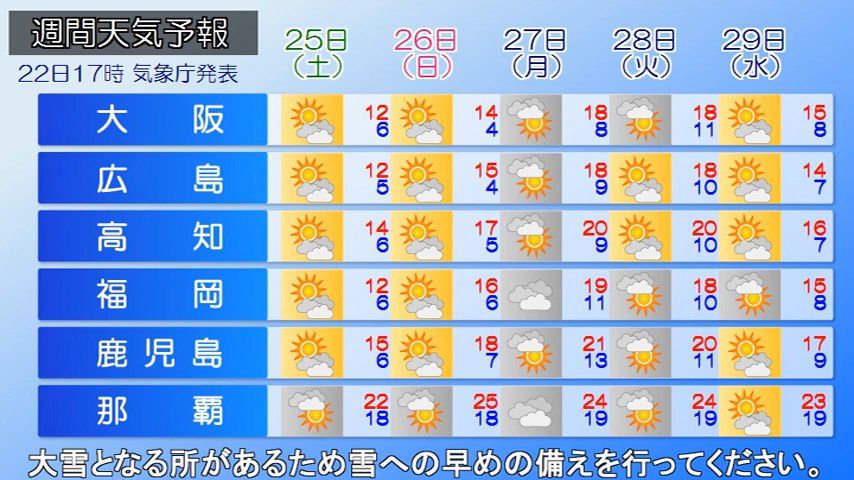 週間天気予報
22日17時 気象庁発表
25日 26日 27日 28日 29日
(土) (日) (月) (火) (水)
大阪 12 14 18 18 15
6 4 8 11 8
広島 12 15 18 18 14
5 4 9 10 7
高知 14 17 20 20 16
6 5 9 10 7
福岡 12 16 19 18 15
6 6 11 10 8
鹿児島 15 18 21 20 17
6 7 13 11 9
那覇 22 25 24 24 23
18 18 19 19 19
大雪となる所があるため雪への早めの備えを行ってください。